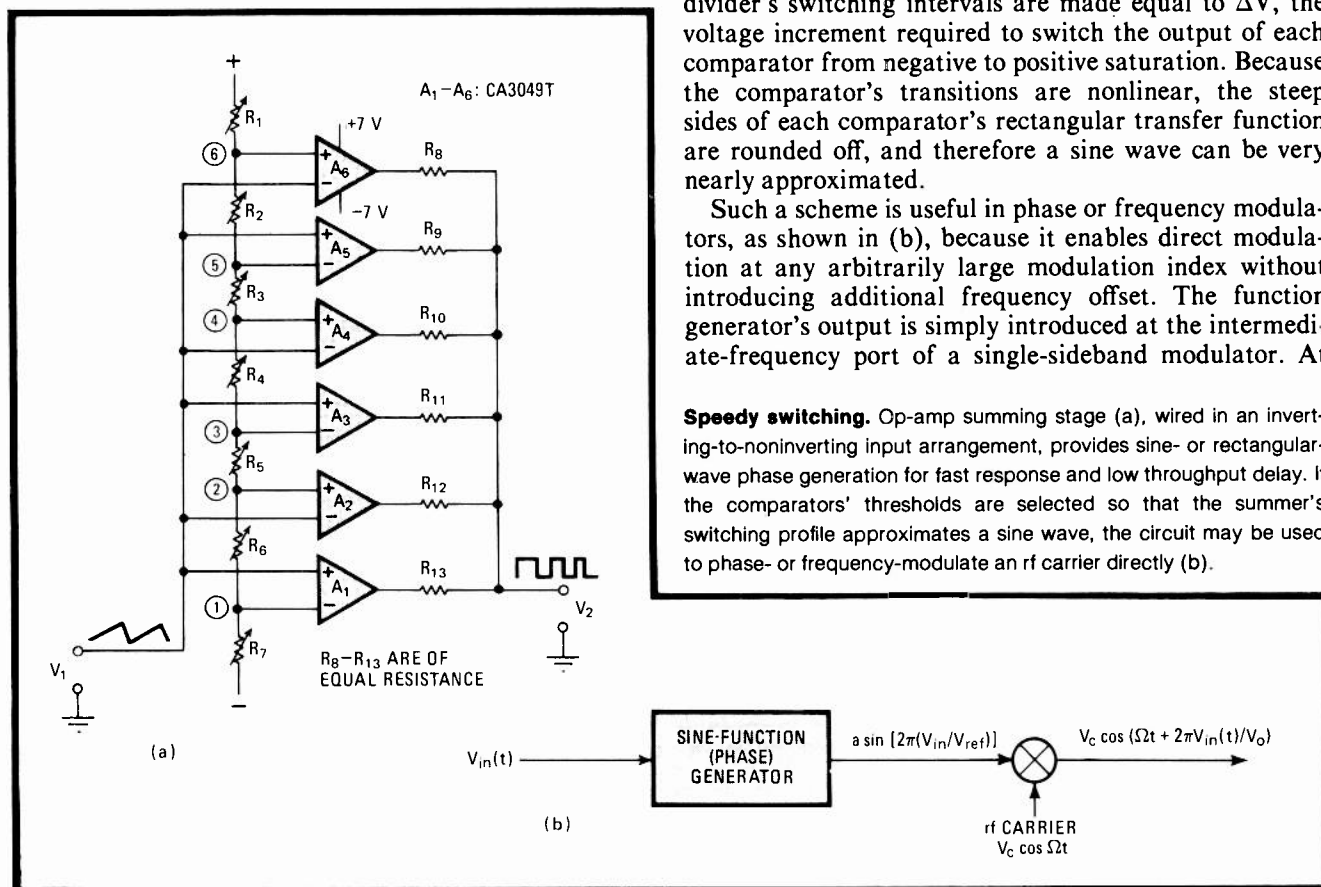 divider's switching intervals are made equal to ΔV, the
voltage increment required to switch the output of each
comparator from negative to positive saturation. Because
the comparator's transitions are nonlinear, the steep
sides of each comparator's rectangular transfer function
are rounded off, and therefore a sine wave can be very
nearly approximated.
Such a scheme is useful in phase or frequency modula-
tors, as shown in (b), because it enables direct modula-
tion at any arbitrarily large modulation index without
introducing additional frequency offset. The function
generator's output is simply introduced at the intermedi-
ate-frequency port of a single-sideband modulator. At
Speedy switching. Op-amp summing stage (a), wired in an invert-
ing-to-noninverting input arrangement, provides sine- or rectangular-
wave phase generation for fast response and low throughput delay. If
the comparators' thresholds are selected so that the summer's
switching profile approximates a sine wave, the circuit may be used
to phase- or frequency-modulate an rf carrier directly (b).
+
A₁–A₆: CA3049T
R₁
+7 V
R₈
⑥
+
A₆
−
−7 V
R₂
R₉
+
A₅
−
⑤
R₃
R₁₀
④
+
A₄
−
R₄
R₁₁
+
A₃
−
③
R₅
R₁₂
②
+
A₂
−
R₆
R₁₃
+
A₁
−
①
V₂
R₇
V₁
R₈–R₁₃ ARE OF
EQUAL RESISTANCE
−
(a)
V_in(t)
SINE-FUNCTION
(PHASE)
GENERATOR
a sin [2π(V_in/V_ref)]
V_c cos (Ωt + 2πV_in(t)/V_o)
(b)
rf CARRIER
V_c cos Ωt